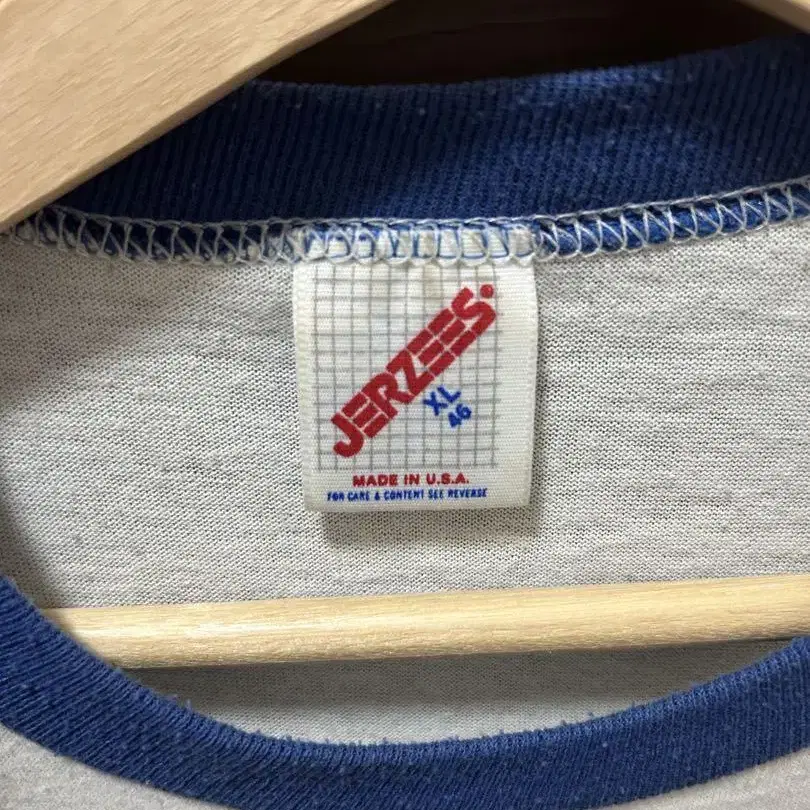 JERZEES
XL
46
MADE IN U.S.A.
FOR CARE & CONTENT SEE REVERSE